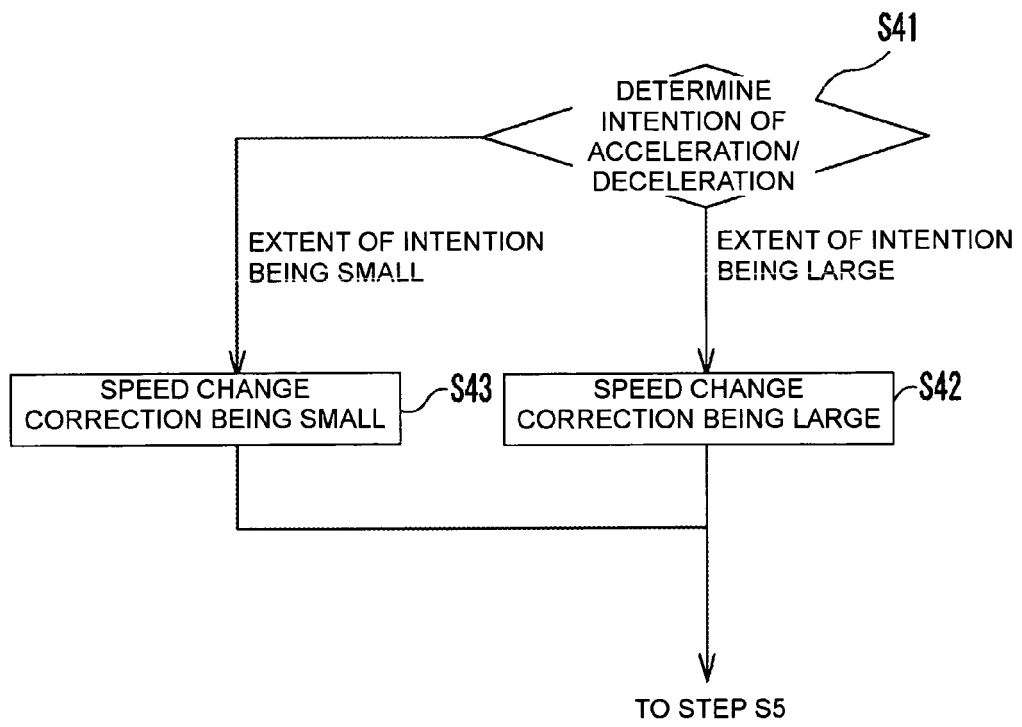 S41
DETERMINE
INTENTION OF
ACCELERATION/
DECELERATION
EXTENT OF INTENTION
BEING SMALL
EXTENT OF INTENTION
BEING LARGE
SPEED CHANGE
CORRECTION BEING SMALL
S43
SPEED CHANGE
CORRECTION BEING LARGE
S42
TO STEP S5